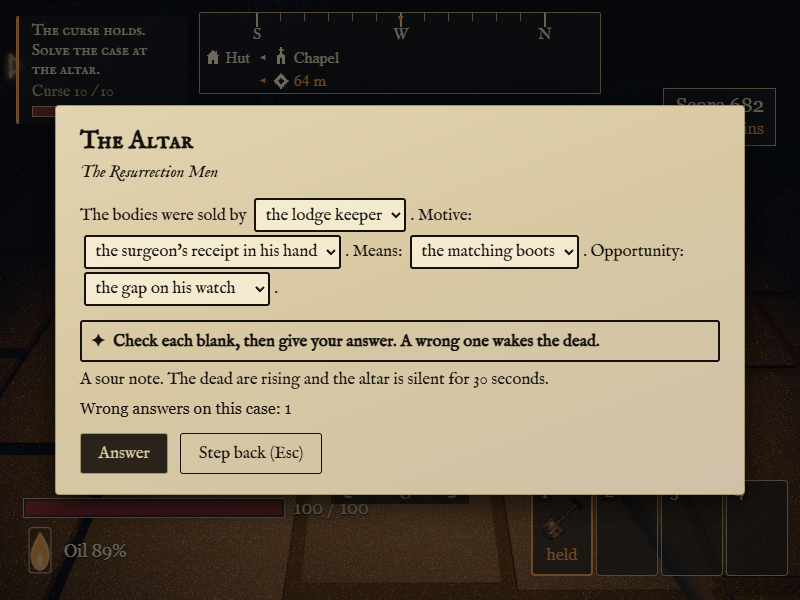 The curse holds.
Solve the case at
the altar.
Curse 10/10
S W N
Hut Chapel
64 m
Score 682
The Altar
The Resurrection Men
The bodies were sold by the lodge keeper . Motive:
the surgeon's receipt in his hand . Means: the matching boots . Opportunity:
the gap on his watch .
✦ Check each blank, then give your answer. A wrong one wakes the dead.
A sour note. The dead are rising and the altar is silent for 30 seconds.
Wrong answers on this case: 1
Answer Step back (Esc)
100 / 100
Oil 89%
held